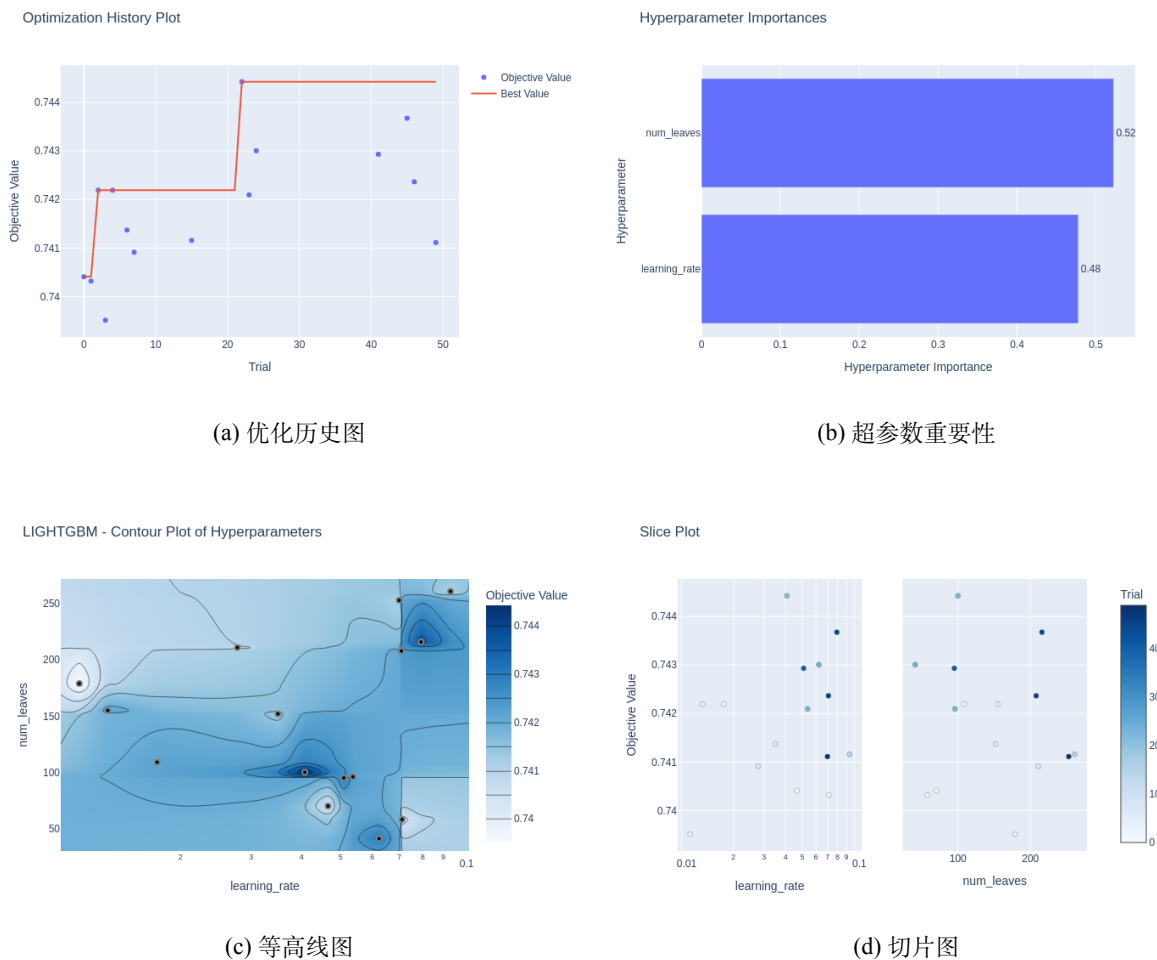 Optimization History Plot
Objective Value
Best Value
0.744
0.743
0.742
0.741
0.74
0
10
20
30
40
50
Trial
Objective Value
(a) 优化历史图
Hyperparameter Importances
num_leaves
learning_rate
0.52
0.48
0
0.1
0.2
0.3
0.4
0.5
Hyperparameter Importance
Hyperparameter
(b) 超参数重要性
LIGHTGBM - Contour Plot of Hyperparameters
Objective Value
0.744
0.743
0.742
0.741
0.74
250
200
150
100
50
num_leaves
2
3
4
5
6
7
8
9
0.1
learning_rate
(c) 等高线图
Slice Plot
Trial
40
30
20
10
0
0.744
0.743
0.742
0.741
0.74
Objective Value
0.01
2
3
4
5
6
7
8
9
0.1
learning_rate
100
200
num_leaves
(d) 切片图